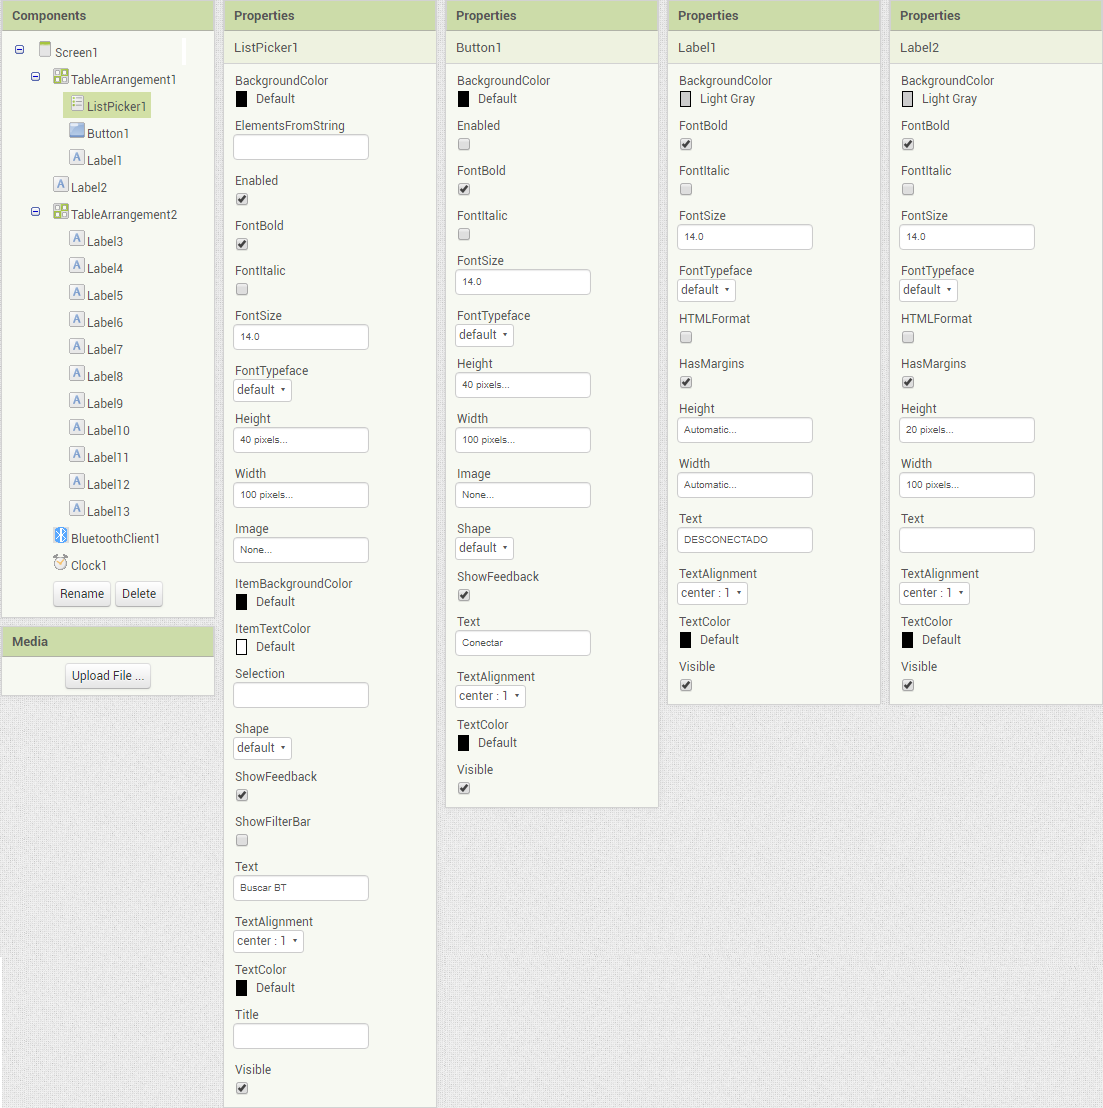 Components
Screen1
TableArrangement1
ListPicker1
Button1
Label1
Label2
TableArrangement2
Label3
Label4
Label5
Label6
Label7
Label8
Label9
Label10
Label11
Label12
Label13
BluetoothClient1
Clock1
Rename Delete
Media
Upload File ...
Properties
ListPicker1
BackgroundColor
Default
ElementsFromString
Enabled
FontBold
FontItalic
FontSize
14.0
FontTypeface
default
Height
40 pixels...
Width
100 pixels...
Image
None...
ItemBackgroundColor
Default
ItemTextColor
Default
Selection
Shape
default
ShowFeedback
ShowFilterBar
Text
Buscar BT
TextAlignment
center : 1
TextColor
Default
Title
Visible
Properties
Button1
BackgroundColor
Default
Enabled
FontBold
FontItalic
FontSize
14.0
FontTypeface
default
Height
40 pixels...
Width
100 pixels...
Image
None...
Shape
default
ShowFeedback
Text
Conectar
TextAlignment
center : 1
TextColor
Default
Visible
Properties
Label1
BackgroundColor
Light Gray
FontBold
FontItalic
FontSize
14.0
FontTypeface
default
HTMLFormat
HasMargins
Height
Automatic...
Width
Automatic...
Text
DESCONECTADO
TextAlignment
center : 1
TextColor
Default
Visible
Properties
Label2
BackgroundColor
Light Gray
FontBold
FontItalic
FontSize
14.0
FontTypeface
default
HTMLFormat
HasMargins
Height
20 pixels...
Width
100 pixels...
Text
TextAlignment
center : 1
TextColor
Default
Visible